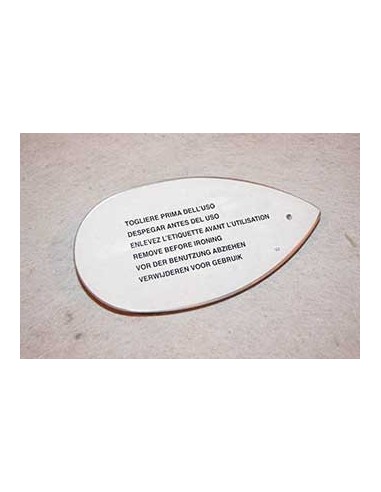 TOGLIERE PRIMA DELL'USO
DESPEGAR ANTES DEL USO
ENLEVEZ L'ETIQUETTE AVANT L'UTILISATION
REMOVE BEFORE IRONING
VOR DER BENUTZUNG ABZIEHEN
VERWIJDEREN VOOR GEBRUIK